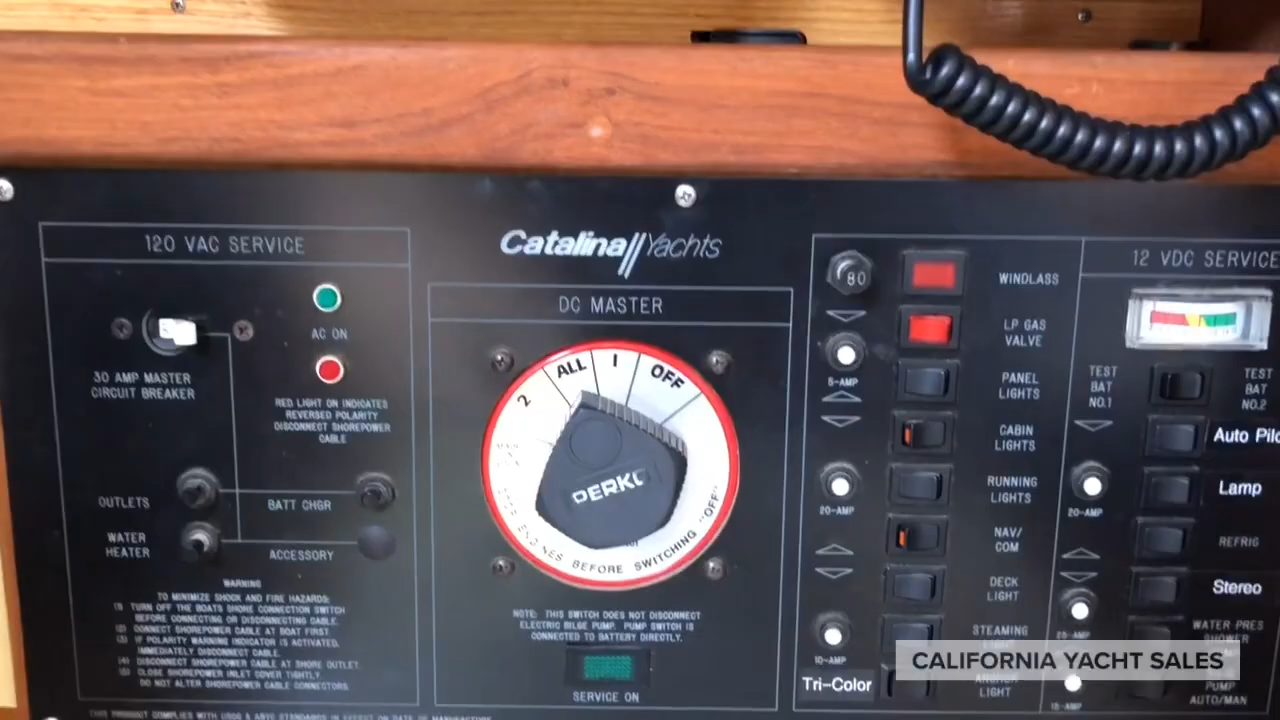 120 VAC SERVICE
AC ON
30 AMP MASTER
CIRCUIT BREAKER
RED LIGHT ON INDICATES
REVERSED POLARITY
DISCONNECT SHOREPOWER
CABLE
OUTLETS
BATT CHGR
WATER
HEATER
ACCESSORY
WARNING
TO MINIMIZE SHOCK AND FIRE HAZARDS:
(1) TURN OFF THE BOATS SHORE CONNECTION SWITCH
BEFORE CONNECTING OR DISCONNECTING CABLE.
(2) CONNECT SHOREPOWER CABLE AT BOAT FIRST.
(3) IF POLARITY WARNING INDICATOR IS ACTIVATED,
IMMEDIATELY DISCONNECT CABLE.
(4) DISCONNECT SHOREPOWER CABLE AT SHORE OUTLET.
(5) CLOSE SHOREPOWER INLET COVER TIGHTLY.
DO NOT ALTER SHOREPOWER CABLE CONNECTORS.
Catalina Yachts
DC MASTER
2 ALL 1 OFF
PERKO
ENGINES BEFORE SWITCHING "OFF"
NOTE: THIS SWITCH DOES NOT DISCONNECT
ELECTRIC BILGE PUMP. PUMP SWITCH IS
CONNECTED TO BATTERY DIRECTLY.
SERVICE ON
80
WINDLASS
LP GAS
VALVE
5-AMP
PANEL
LIGHTS
CABIN
LIGHTS
20-AMP
RUNNING
LIGHTS
NAV/
COM
DECK
LIGHT
10-AMP
STEAMING
Tri-Color
LIGHT
12 VDC SERVICE
TEST
BAT
NO.1
TEST
BAT
NO.2
Auto Pilo
20-AMP
Lamp
REFRIG
Stereo
WATER PRES
SHOWER
PUMP
AUTO/MAN
15-AMP
CALIFORNIA YACHT SALES